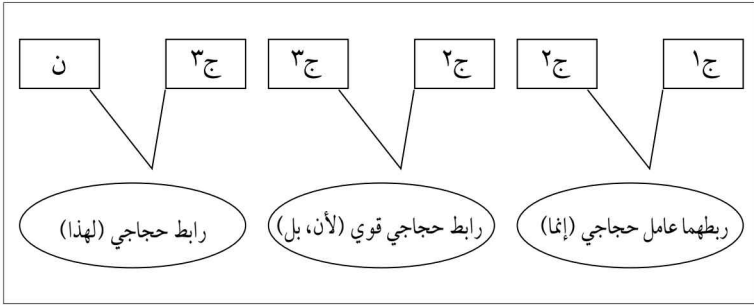 ج١ ج٢ ج٢ ج٣ ج٣ ن
ربطهما عامل حجاجي (إنما) رابط حجاجي قوي (لأن، بل) رابط حجاجي (لهذا)